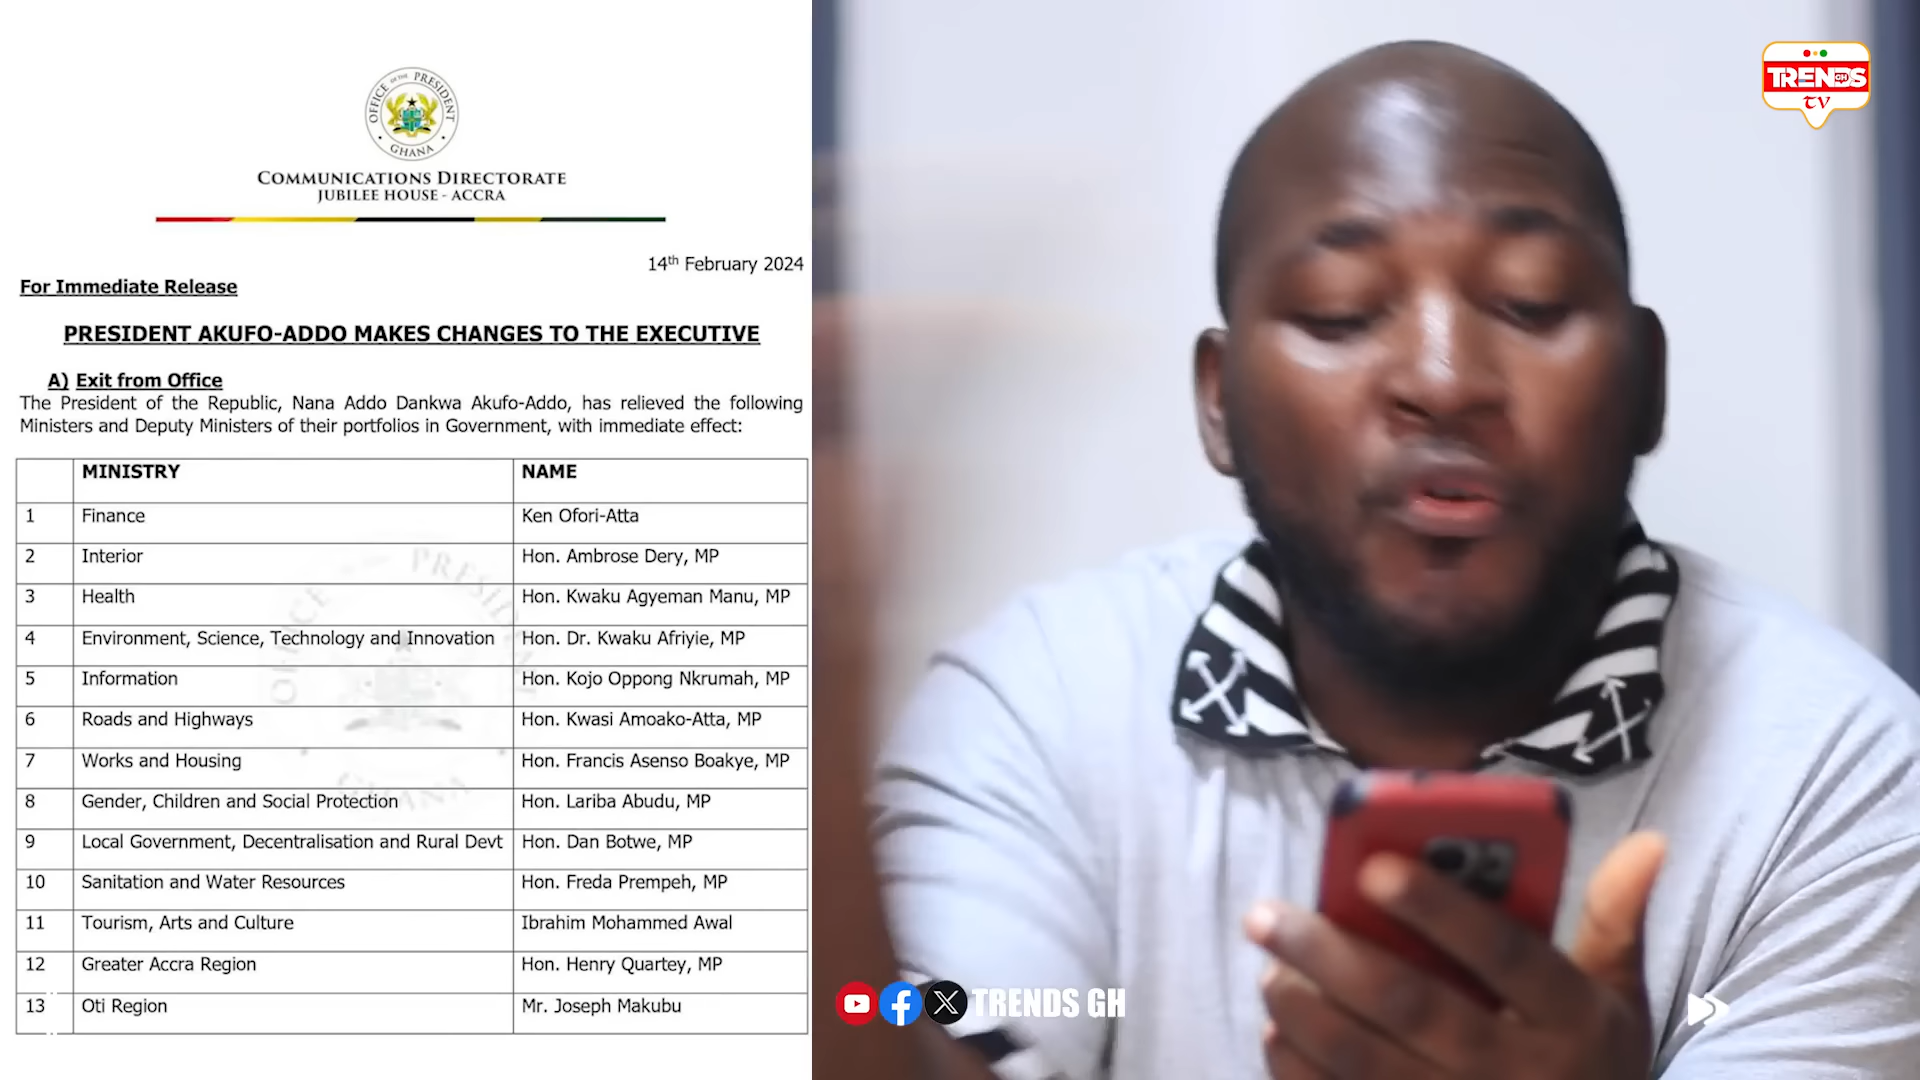 OFFICE OF THE PRESIDENT
GHANA
COMMUNICATIONS DIRECTORATE
JUBILEE HOUSE - ACCRA
14th February 2024
For Immediate Release
PRESIDENT AKUFO-ADDO MAKES CHANGES TO THE EXECUTIVE
A) Exit from Office
The President of the Republic, Nana Addo Dankwa Akufo-Addo, has relieved the following
Ministers and Deputy Ministers of their portfolios in Government, with immediate effect:
MINISTRY NAME
1 Finance Ken Ofori-Atta
2 Interior Hon. Ambrose Dery, MP
3 Health Hon. Kwaku Agyeman Manu, MP
4 Environment, Science, Technology and Innovation Hon. Dr. Kwaku Afriyie, MP
5 Information Hon. Kojo Oppong Nkrumah, MP
6 Roads and Highways Hon. Kwasi Amoako-Atta, MP
7 Works and Housing Hon. Francis Asenso Boakye, MP
8 Gender, Children and Social Protection Hon. Lariba Abudu, MP
9 Local Government, Decentralisation and Rural Devt Hon. Dan Botwe, MP
10 Sanitation and Water Resources Hon. Freda Prempeh, MP
11 Tourism, Arts and Culture Ibrahim Mohammed Awal
12 Greater Accra Region Hon. Henry Quartey, MP
13 Oti Region Mr. Joseph Makubu
OFFICE PRESIDENT
GHANA
TRENDS GH
TV
TRENDS GH